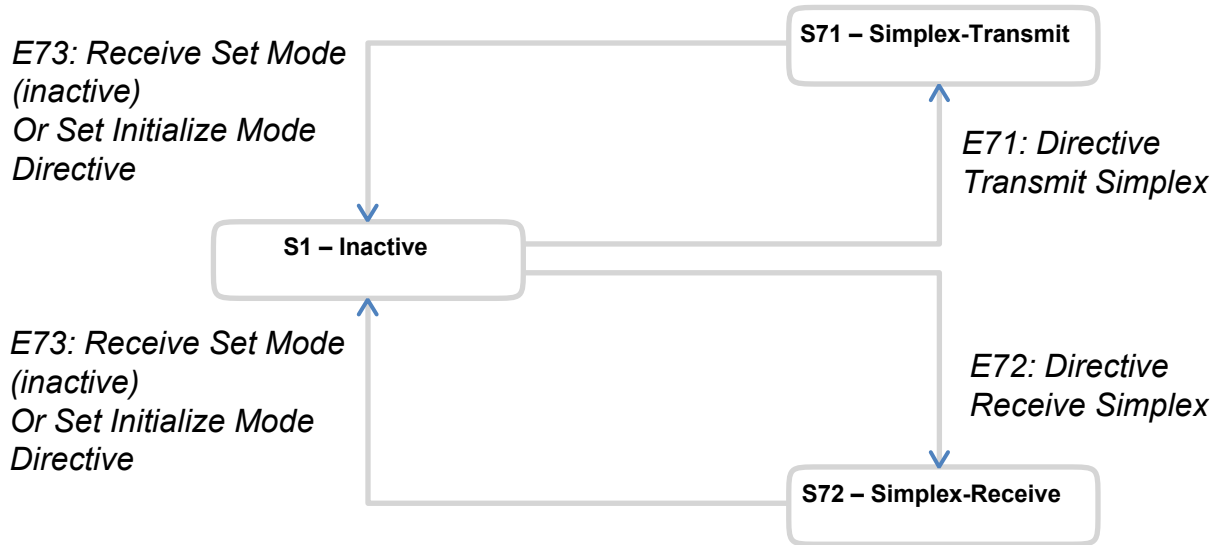 S71 – Simplex-Transmit
E73: Receive Set Mode
(inactive)
Or Set Initialize Mode
Directive
E71: Directive
Transmit Simplex
S1 – Inactive
E73: Receive Set Mode
(inactive)
Or Set Initialize Mode
Directive
E72: Directive
Receive Simplex
S72 – Simplex-Receive